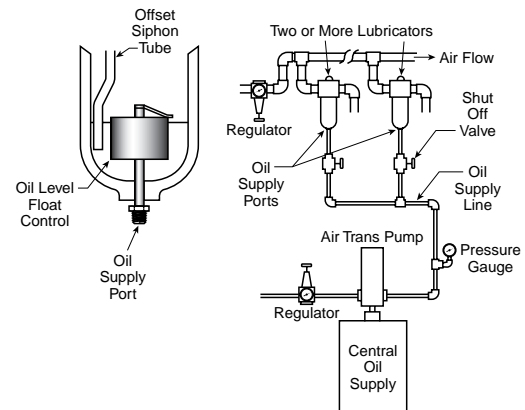 Offset
Siphon
Tube
Oil Level
Float
Control
Oil
Supply
Port
Two or More Lubricators
Air Flow
Regulator
Shut
Off
Valve
Oil
Supply
Ports
Oil
Supply
Line
Air Trans Pump
Pressure
Gauge
Regulator
Central
Oil
Supply